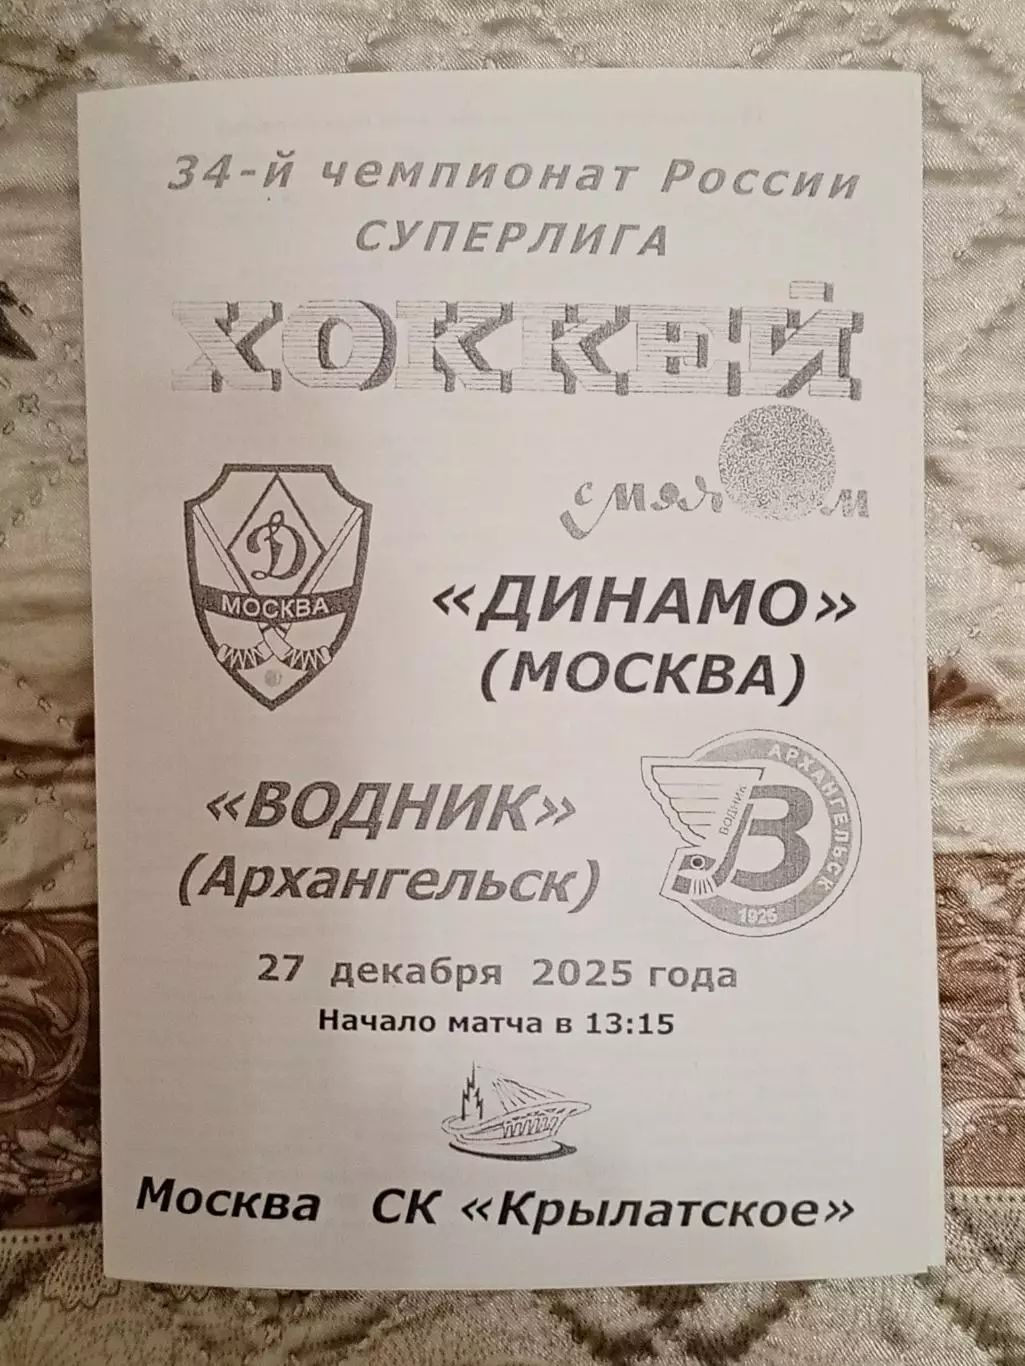 34-й чемпионат России
СУПЕРЛИГА
ХОККЕЙ
с мячом
Д
МОСКВА
«ДИНАМО»
(МОСКВА)
«ВОДНИК»
(Архангельск)
АРХАНГЕЛЬСК
ВОДНИК
В
1925
27 декабря 2025 года
Начало матча в 13:15
Москва СК «Крылатское»